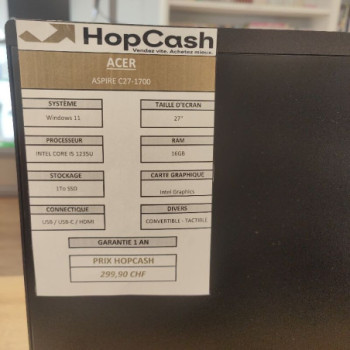 HopCash
Vendez vite. Achetez mieux.
ACER
ASPIRE C27-1700
SYSTÈME
Windows 11
TAILLE D'ECRAN
27"
PROCESSEUR
INTEL CORE I5 1235U
RAM
16GB
STOCKAGE
1To SSD
CARTE GRAPHIQUE
Intel Graphics
CONNECTIQUE
USB / USB-C / HDMI
DIVERS
CONVERTIBLE - TACTILE
GARANTIE 1 AN
PRIX HOPCASH
299,90 CHF